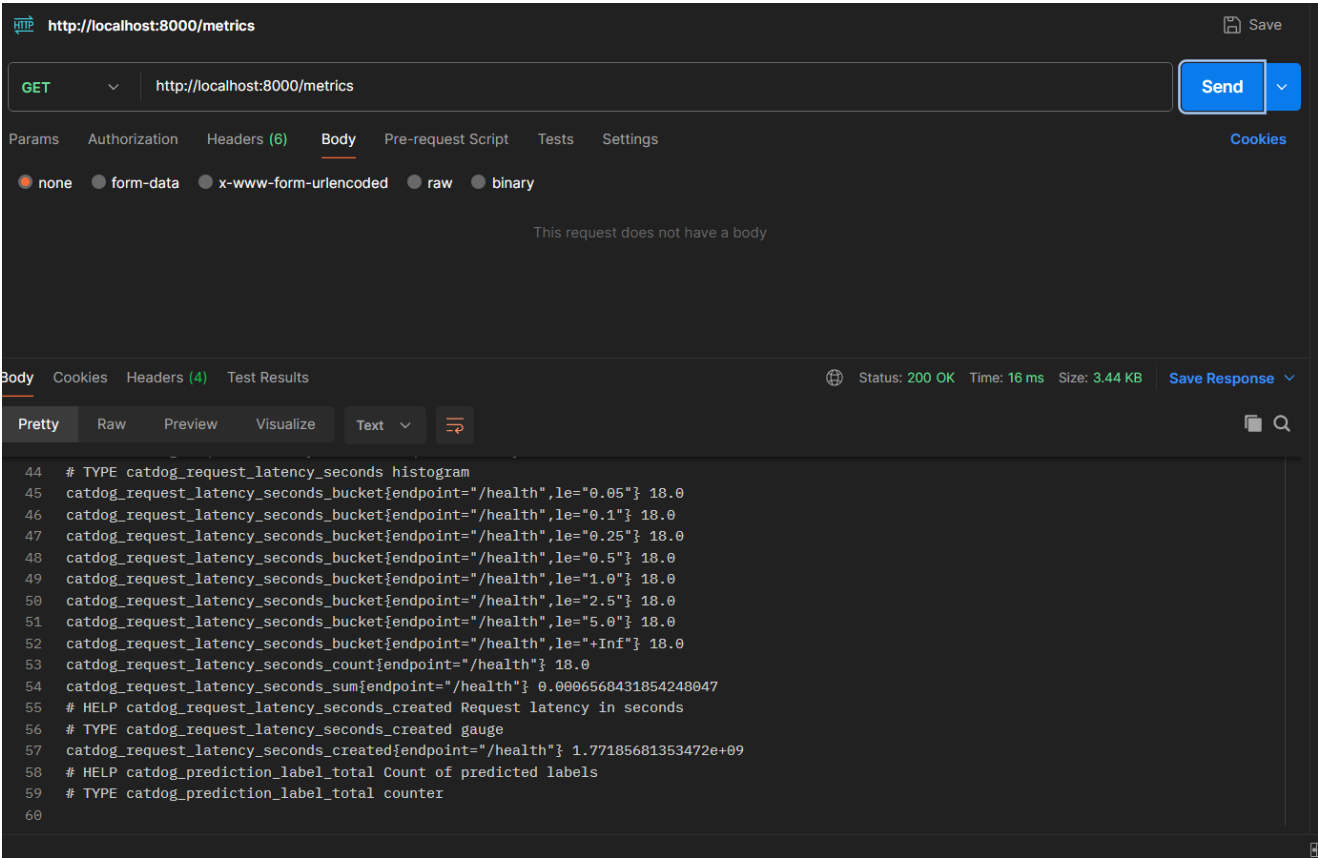 HTTP http://localhost:8000/metrics Save
GET http://localhost:8000/metrics Send
Params Authorization Headers (6) Body Pre-request Script Tests Settings Cookies
none form-data x-www-form-urlencoded raw binary
This request does not have a body
Body Cookies Headers (4) Test Results Status: 200 OK Time: 16 ms Size: 3.44 KB Save Response
Pretty Raw Preview Visualize Text
44 # TYPE catdog_request_latency_seconds histogram
45 catdog_request_latency_seconds_bucket{endpoint="/health",le="0.05"} 18.0
46 catdog_request_latency_seconds_bucket{endpoint="/health",le="0.1"} 18.0
47 catdog_request_latency_seconds_bucket{endpoint="/health",le="0.25"} 18.0
48 catdog_request_latency_seconds_bucket{endpoint="/health",le="0.5"} 18.0
49 catdog_request_latency_seconds_bucket{endpoint="/health",le="1.0"} 18.0
50 catdog_request_latency_seconds_bucket{endpoint="/health",le="2.5"} 18.0
51 catdog_request_latency_seconds_bucket{endpoint="/health",le="5.0"} 18.0
52 catdog_request_latency_seconds_bucket{endpoint="/health",le="+Inf"} 18.0
53 catdog_request_latency_seconds_count{endpoint="/health"} 18.0
54 catdog_request_latency_seconds_sum{endpoint="/health"} 0.0006568431854248047
55 # HELP catdog_request_latency_seconds_created Request latency in seconds
56 # TYPE catdog_request_latency_seconds_created gauge
57 catdog_request_latency_seconds_created{endpoint="/health"} 1.77185681353472e+09
58 # HELP catdog_prediction_label_total Count of predicted labels
59 # TYPE catdog_prediction_label_total counter
60